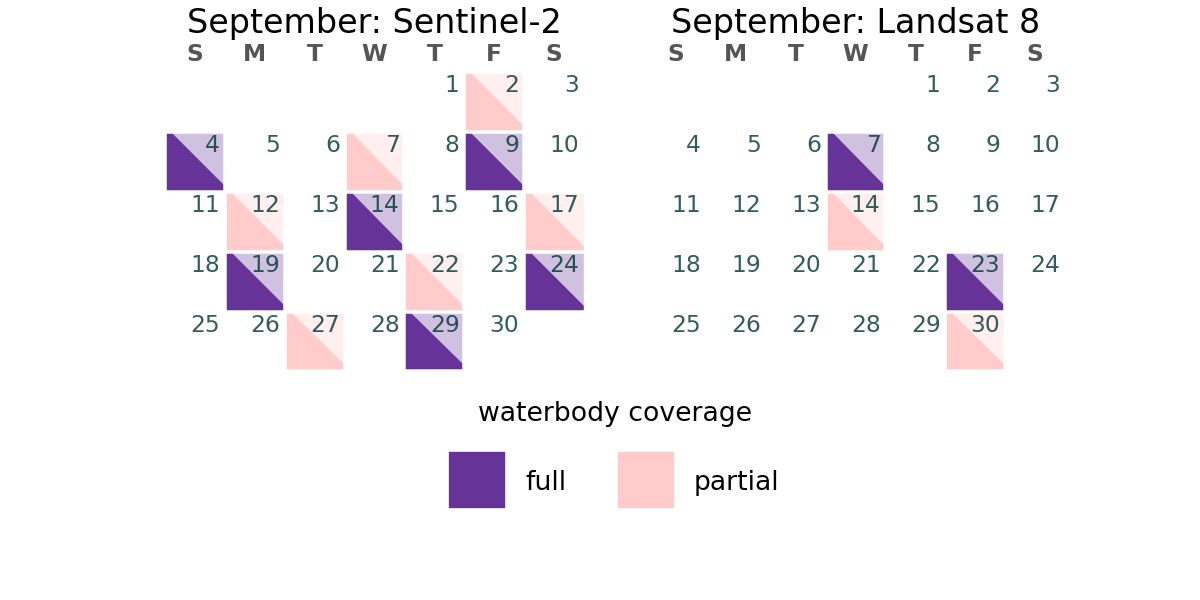 September: Sentinel-2
S M T W T F S
1 2 3
4 5 6 7 8 9 10
11 12 13 14 15 16 17
18 19 20 21 22 23 24
25 26 27 28 29 30
September: Landsat 8
S M T W T F S
1 2 3
4 5 6 7 8 9 10
11 12 13 14 15 16 17
18 19 20 21 22 23 24
25 26 27 28 29 30
waterbody coverage
full partial